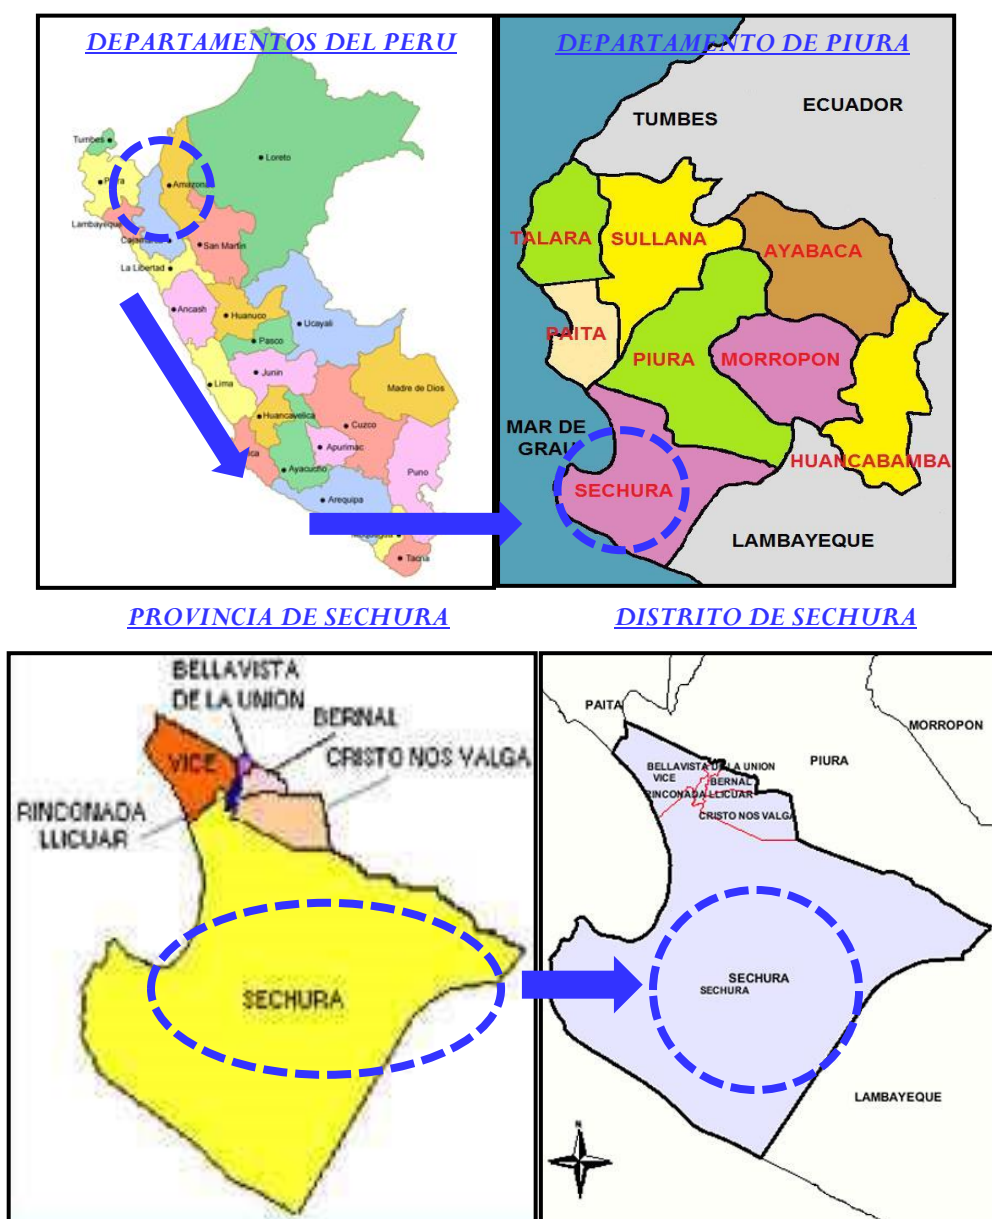 DEPARTAMENTOS DEL PERU
Tumbes
Piura
Amazonas
Loreto
Lambayeque
Cajamarca
San Martin
La Libertad
Ancash
Huanuco
Ucayali
Pasco
Junin
Lima
Madre de Dios
Huancavelica
Cuzco
Apurimac
Ayacucho
Puno
Arequipa
Tacna
DEPARTAMENTO DE PIURA
TUMBES
ECUADOR
TALARA
SULLANA
AYABACA
PAITA
PIURA
MORROPON
MAR DE
GRAU
SECHURA
HUANCABAMBA
LAMBAYEQUE
PROVINCIA DE SECHURA
BELLAVISTA
DE LA UNION
BERNAL
VICE
CRISTO NOS VALGA
RINCONADA
LLICUAR
SECHURA
DISTRITO DE SECHURA
PAITA
MORROPON
PIURA
BELLAVISTA DE LA UNION
VICE
BERNAL
RINCONADA LLICUAR
CRISTO NOS VALGA
SECHURA
SECHURA
LAMBAYEQUE
N